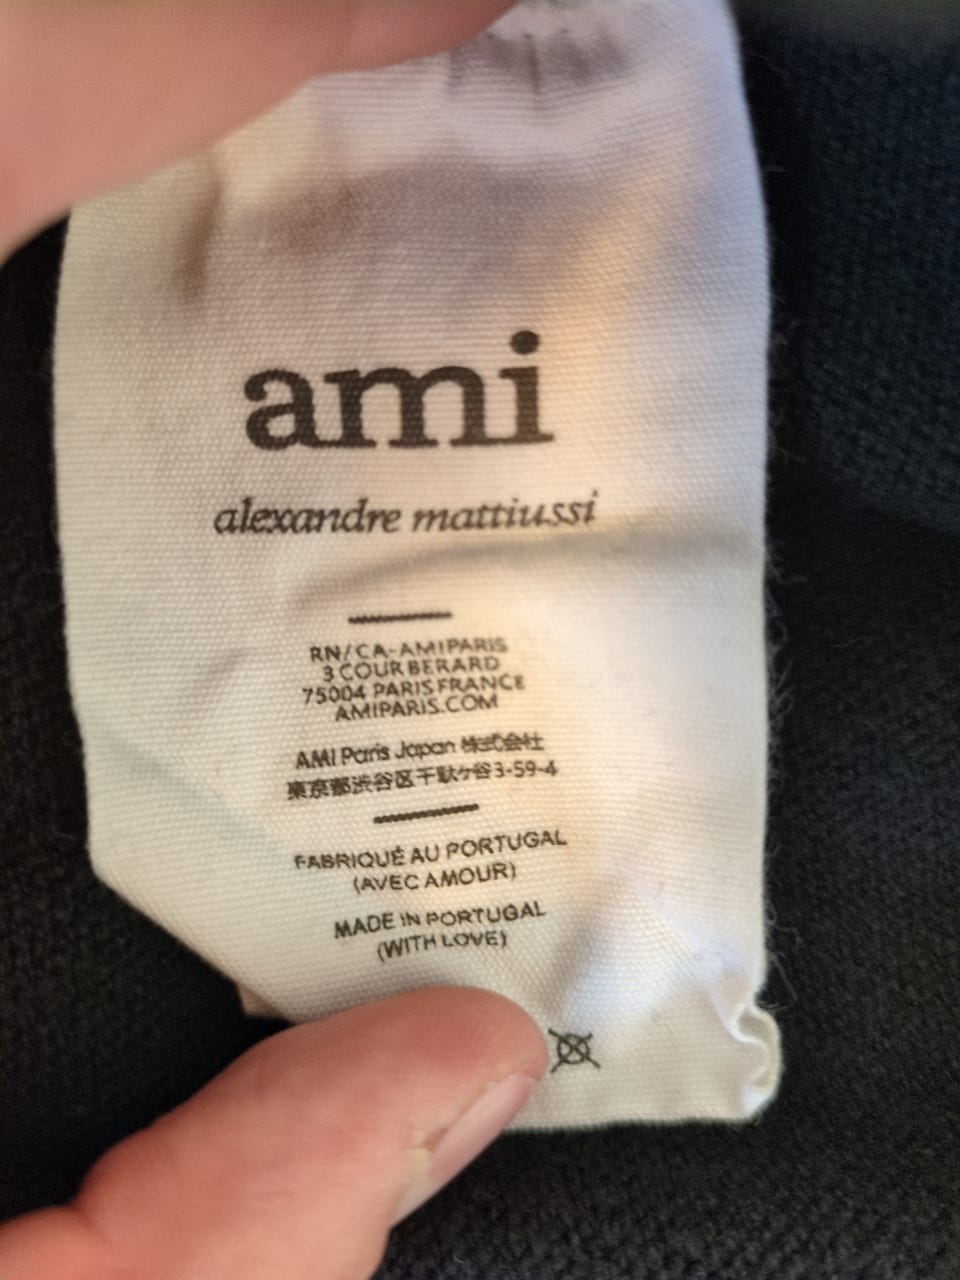 ami
alexandre mattiussi
RN/CA-AMIPARIS
3 COUR BERARD
75004 PARIS FRANCE
AMIPARIS.COM
AMI Paris Japan 株式会社
東京都渋谷区千駄ヶ谷3-59-4
FABRIQUÉ AU PORTUGAL
(AVEC AMOUR)
MADE IN PORTUGAL
(WITH LOVE)